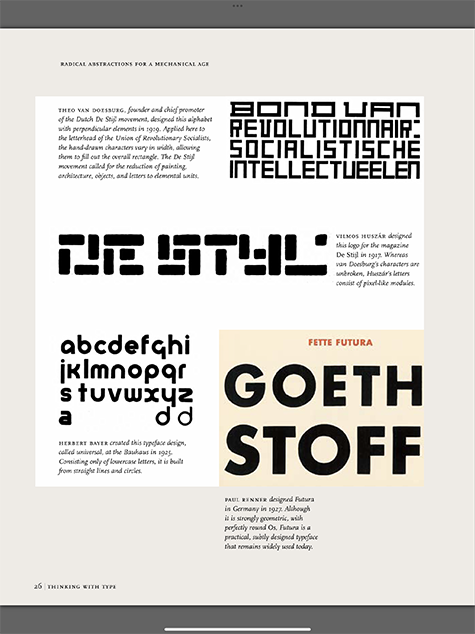 RADICAL ABSTRACTIONS FOR A MECHANICAL AGE
THEO VAN DOESBURG, founder and chief promoter
of the Dutch De Stijl movement, designed this alphabet
with perpendicular elements in 1919. Applied here to
the letterhead of the Union of Revolutionary Socialists,
the hand-drawn characters vary in width, allowing
them to fill out the overall rectangle. The De Stijl
movement called for the reduction of painting,
architecture, objects, and letters to elemental units.
BOND VAN
REVOLUTIONNAIR:
SOCIALISTISCHE
INTELLECTUEELEN
DE STIJL
VILMOS HUSZÁR designed
this logo for the magazine
De Stijl in 1917. Whereas
van Doesburg's characters are
unbroken, Huszár's letters
consist of pixel-like modules.
abcdefghi
jklmnopqr
stuvwxyz
a dd
HERBERT BAYER created this typeface design,
called universal, at the Bauhaus in 1925.
Consisting only of lowercase letters, it is built
from straight lines and circles.
FETTE FUTURA
GOETH
STOFF
PAUL RENNER designed Futura
in Germany in 1927. Although
it is strongly geometric, with
perfectly round Os, Futura is a
practical, subtly designed typeface
that remains widely used today.
26 | THINKING WITH TYPE